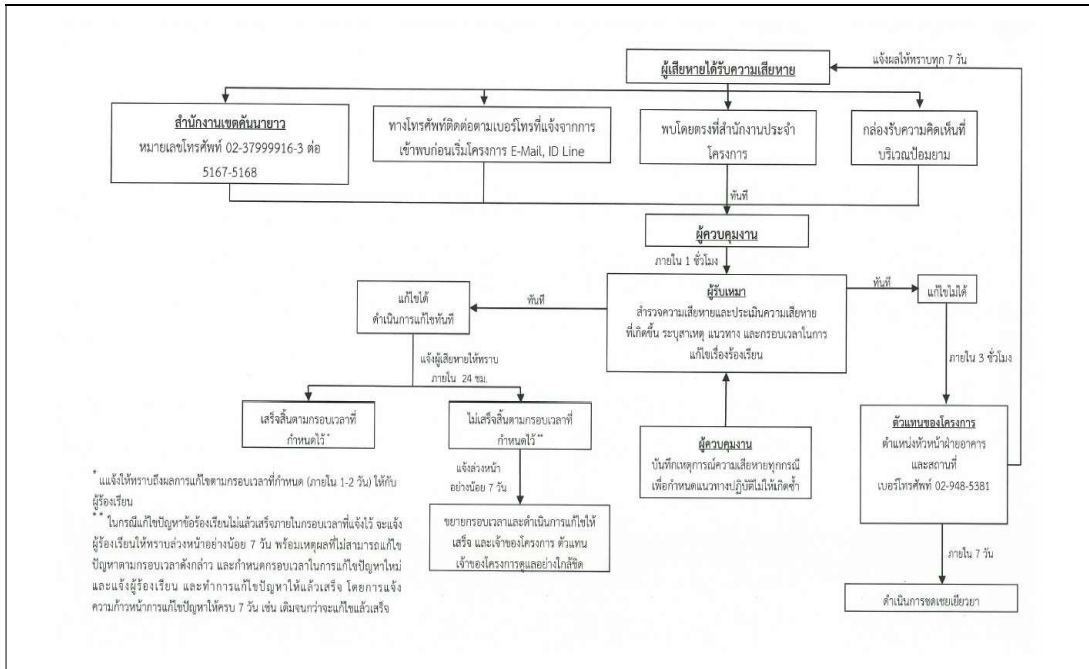 ผู้เสียหายได้รับความเสียหาย
แจ้งผลให้ทราบทุก 7 วัน
สำนักงานเขตคันนายาว
หมายเลขโทรศัพท์ 02-37999916-3 ต่อ
5167-5168
ทางโทรศัพท์ติดต่อตามเบอร์โทรที่แจ้งจากการ
เข้าพบก่อนเริ่มโครงการ E-Mail, ID Line
พบโดยตรงที่สำนักงานประจำ
โครงการ
กล่องรับความคิดเห็นที่
บริเวณป้อมยาม
ทันที
ผู้ควบคุมงาน
ภายใน 1 ชั่วโมง
แก้ไขได้
ดำเนินการแก้ไขทันที
ทันที
ผู้รับเหมา
สำรวจความเสียหายและประเมินความเสียหาย
ที่เกิดขึ้น ระบุสาเหตุ แนวทาง และกรอบเวลาในการ
แก้ไขเรื่องร้องเรียน
ทันที
แก้ไขไม่ได้
แจ้งผู้เสียหายให้ทราบ
ภายใน 24 ชม.
ภายใน 3 ชั่วโมง
เสร็จสิ้นตามกรอบเวลาที่
กำหนดไว้*
ไม่เสร็จสิ้นตามกรอบเวลาที่
กำหนดไว้**
ผู้ควบคุมงาน
บันทึกเหตุการณ์ความเสียหายทุกกรณี
เพื่อกำหนดแนวทางปฏิบัติไม่ให้เกิดซ้ำ
ตัวแทนของโครงการ
ตำแหน่งหัวหน้าฝ่ายอาคาร
และสถานที่
เบอร์โทรศัพท์ 02-948-5381
แจ้งล่วงหน้า
อย่างน้อย 7 วัน
ขยายกรอบเวลาและดำเนินการแก้ไขให้
เสร็จ และเจ้าของโครงการ ตัวแทน
เจ้าของโครงการดูแลอย่างใกล้ชิด
ภายใน 7 วัน
ดำเนินการชดเชยเยียวยา
*แแจ้งให้ทราบถึงผลการแก้ไขตามกรอบเวลาที่กำหนด (ภายใน 1-2 วัน) ให้กับ
ผู้ร้องเรียน
** ในกรณีแก้ไขปัญหาข้อร้องเรียนไม่แล้วเสร็จภายในกรอบเวลาที่แจ้งไว้ จะแจ้ง
ผู้ร้องเรียนให้ทราบล่วงหน้าอย่างน้อย 7 วัน พร้อมเหตุผลที่ไม่สามารถแก้ไข
ปัญหาตามกรอบเวลาดังกล่าว และกำหนดกรอบเวลาในการแก้ไขปัญหาใหม่
และแจ้งผู้ร้องเรียน และทำการแก้ไขปัญหาให้แล้วเสร็จ โดยการแจ้ง
ความก้าวหน้าการแก้ไขปัญหาให้ครบ 7 วัน เช่น เดิมจนกว่าจะแก้ไขแล้วเสร็จ